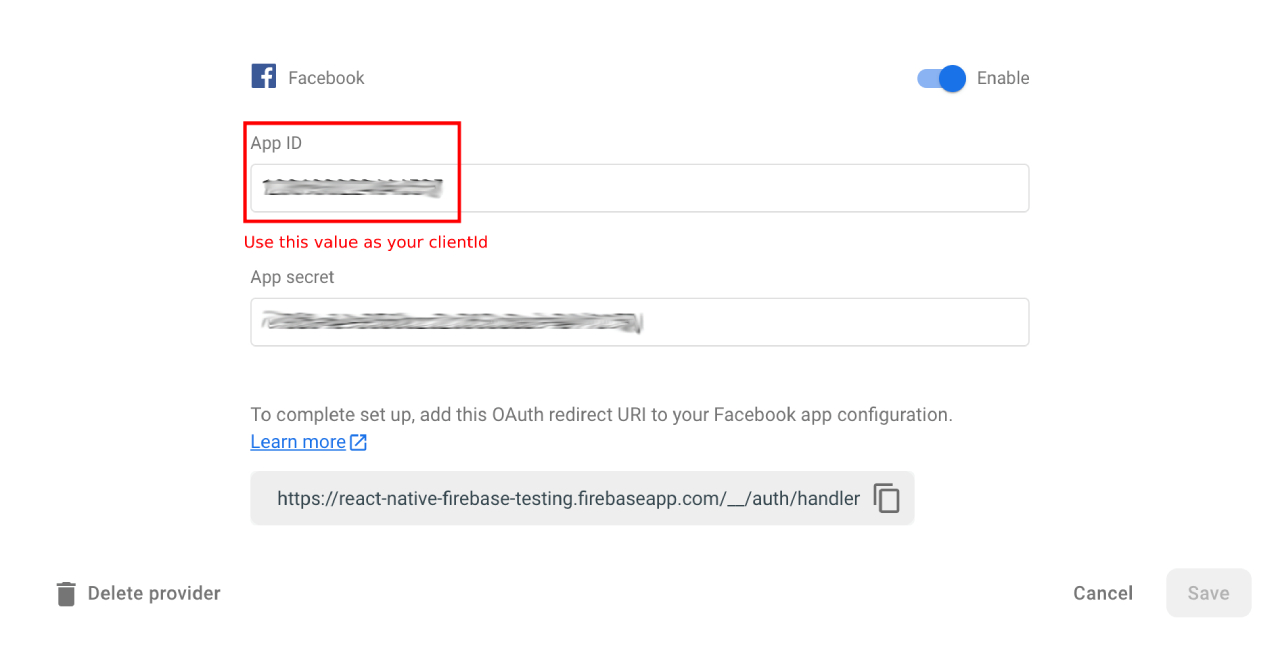 Facebook
Enable
App ID
Use this value as your clientId
App secret
To complete set up, add this OAuth redirect URI to your Facebook app configuration.
Learn more
https://react-native-firebase-testing.firebaseapp.com/__/auth/handler
Delete provider
Cancel
Save